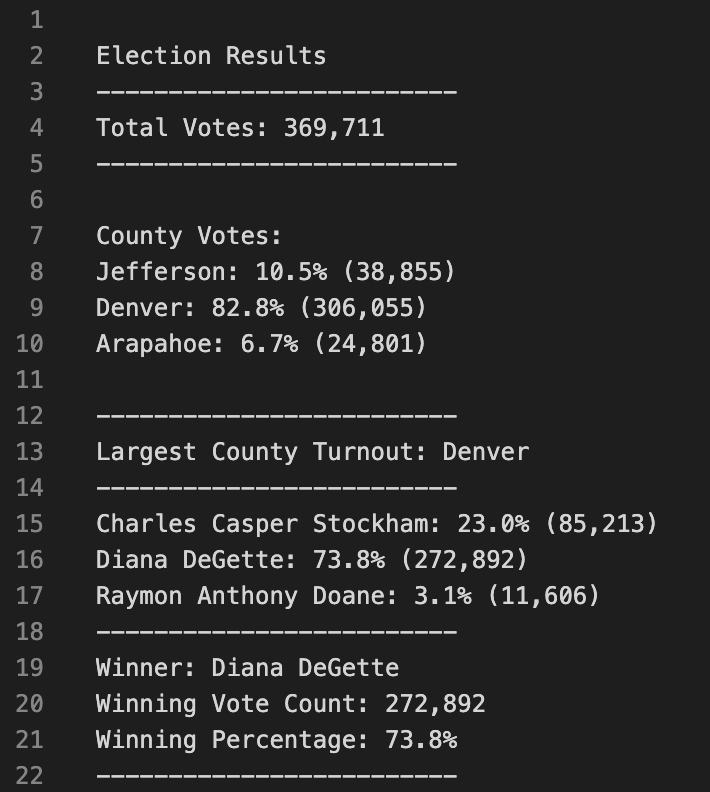 1
2 Election Results
3 -------------------------
4 Total Votes: 369,711
5 -------------------------
6
7 County Votes:
8 Jefferson: 10.5% (38,855)
9 Denver: 82.8% (306,055)
10 Arapahoe: 6.7% (24,801)
11
12 -------------------------
13 Largest County Turnout: Denver
14 -------------------------
15 Charles Casper Stockham: 23.0% (85,213)
16 Diana DeGette: 73.8% (272,892)
17 Raymon Anthony Doane: 3.1% (11,606)
18 -------------------------
19 Winner: Diana DeGette
20 Winning Vote Count: 272,892
21 Winning Percentage: 73.8%
22 -------------------------